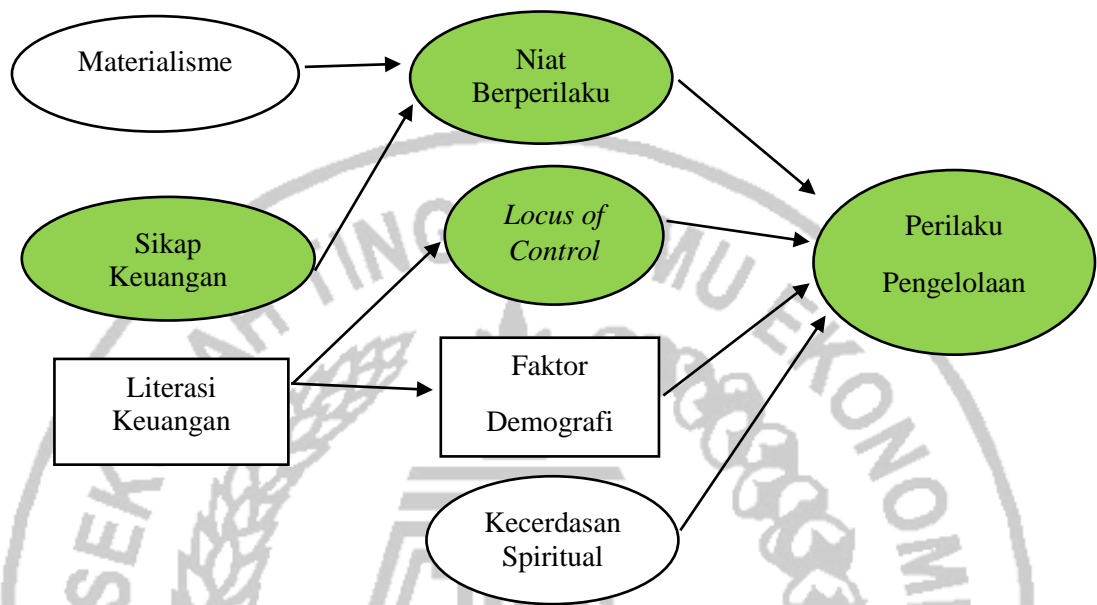 Materialisme
Niat
Berperilaku
Sikap
Keuangan
Locus of
Control
Perilaku
Pengelolaan
Literasi
Keuangan
Faktor
Demografi
Kecerdasan
Spiritual